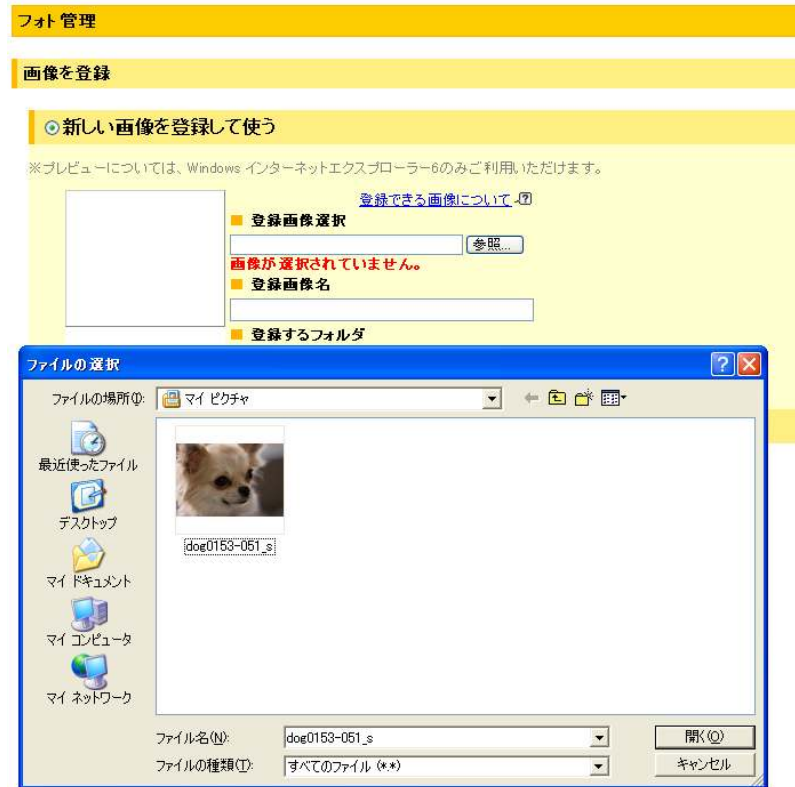 フォト管理
画像を登録
新しい画像を登録して使う
※プレビューについては、Windows インターネットエクスプローラー6のみご利用いただけます。
登録できる画像について ?
登録画像選択
参照...
画像が選択されていません。
登録画像名
登録するフォルダ
ファイルの選択
ファイルの場所(I):
マイ ピクチャ
最近使ったファイル
デスクトップ
マイ ドキュメント
マイ コンピュータ
マイ ネットワーク
dog0153-051_s
ファイル名(N):
dog0153-051_s
開く(O)
ファイルの種類(T):
すべてのファイル (*.*)
キャンセル